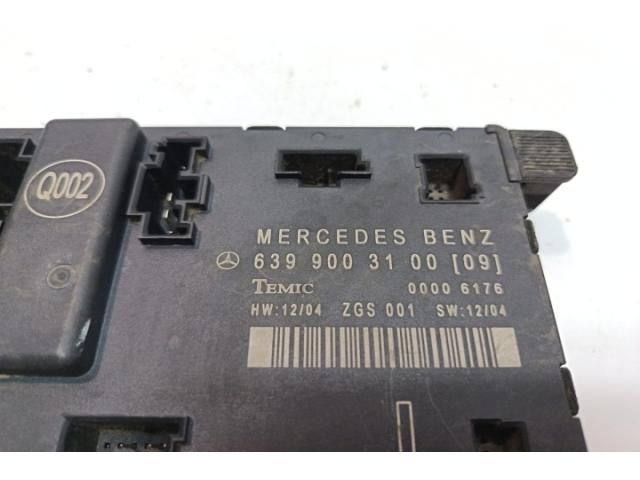 Q002
MERCEDES BENZ
639 900 31 00 [09]
TEMIC 0000 6176
HW:12/04 ZGS 001 SW:12/04